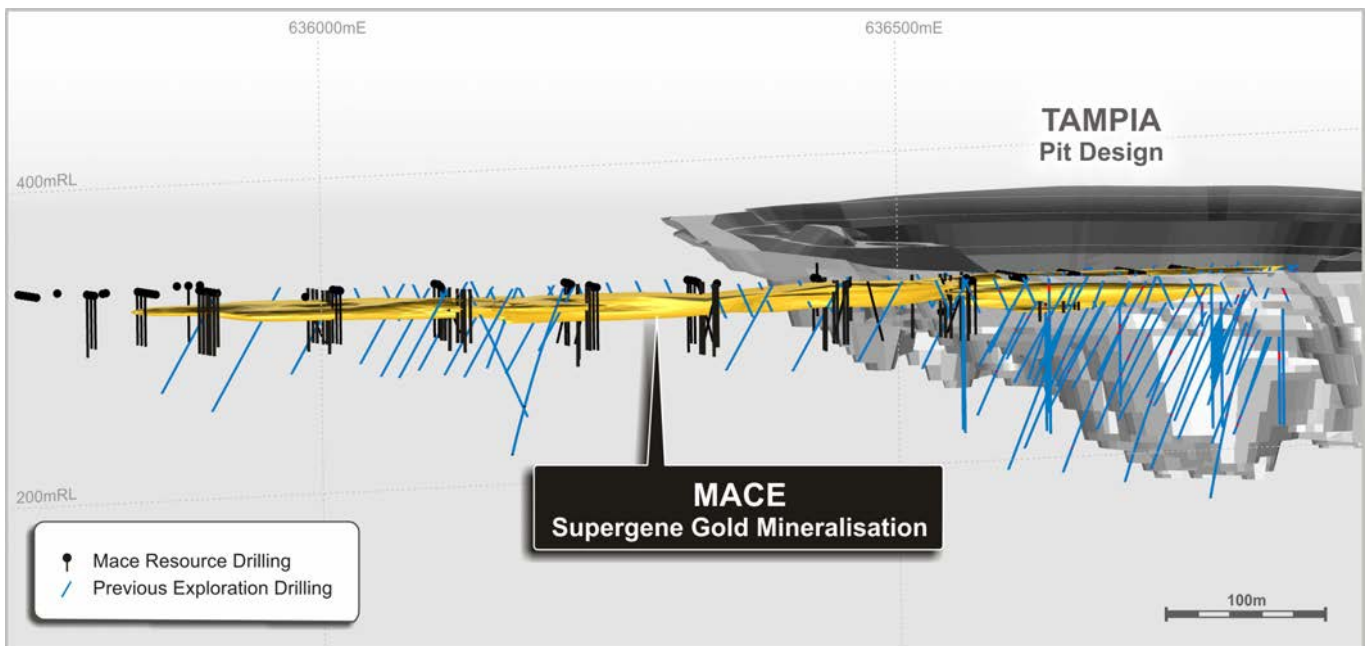 636000mE
636500mE
TAMPIA
Pit Design
400mRL
200mRL
MACE
Supergene Gold Mineralisation
Mace Resource Drilling
Previous Exploration Drilling
100m